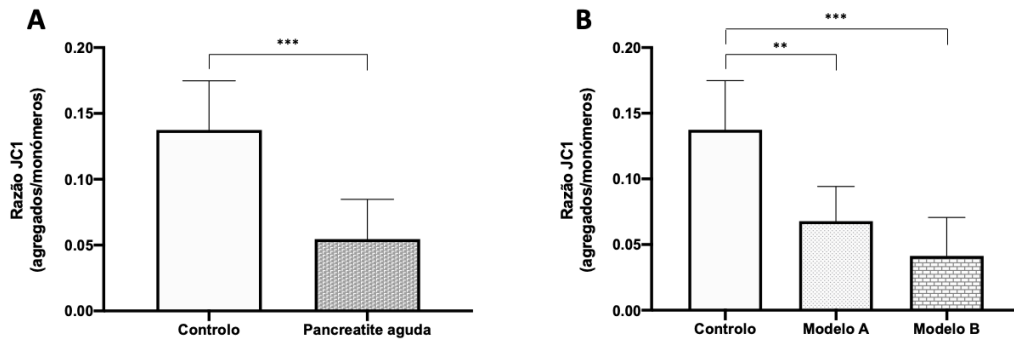 A
Razão JC1
(agregados/monómeros)
0.20
0.15
0.10
0.05
0.00
***
Controlo
Pancreatite aguda
B
Razão JC1
(agregados/monómeros)
0.20
0.15
0.10
0.05
0.00
***
**
Controlo
Modelo A
Modelo B